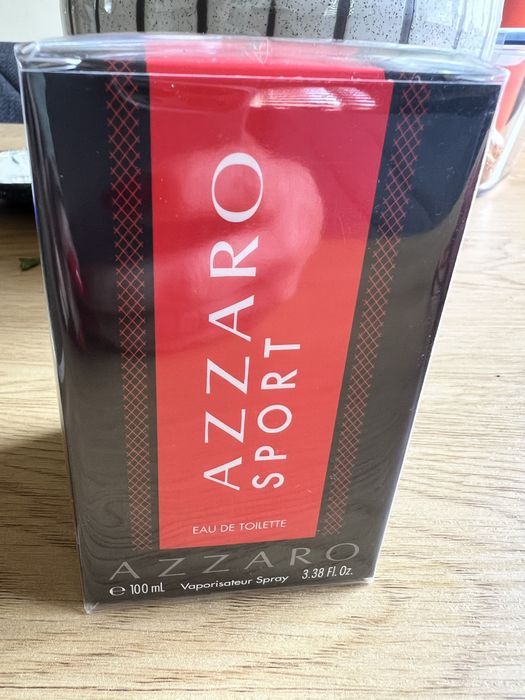 AZZARO
SPORT
EAU DE TOILETTE
AZZARO
℮ 100 mL Vaporisateur Spray 3.38 Fl. Oz.